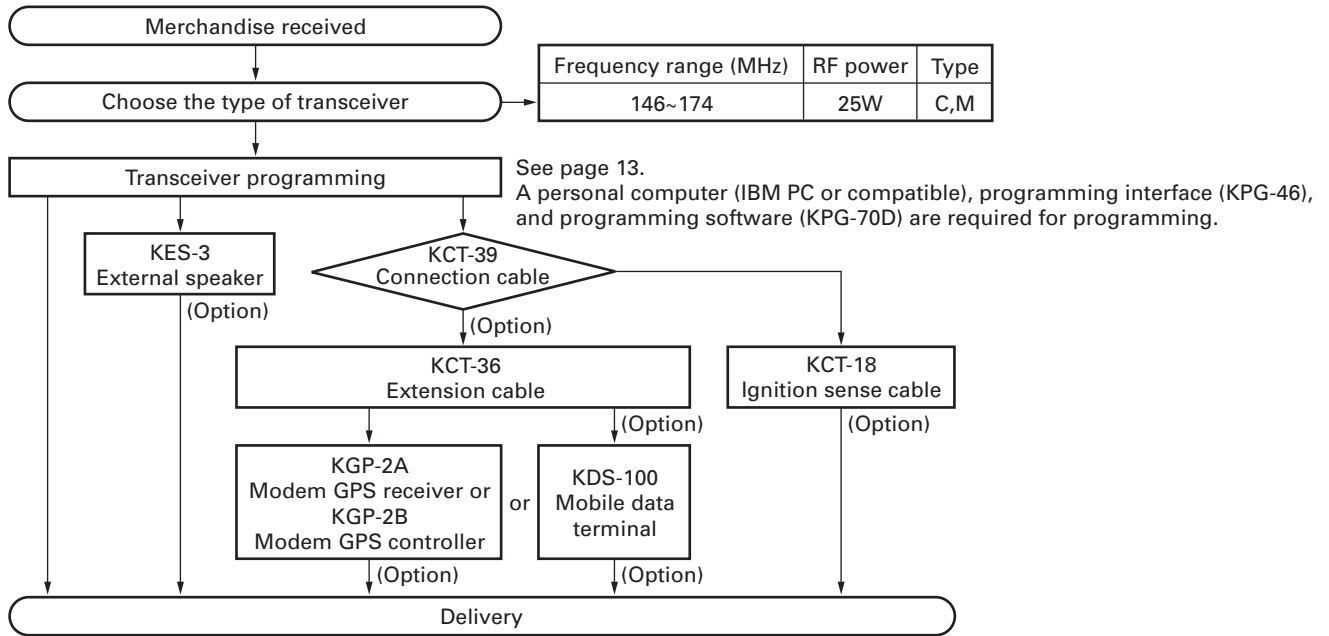 Merchandise received
Choose the type of transceiver
Frequency range (MHz) RF power Type
146~174 25W C,M
Transceiver programming
See page 13.
A personal computer (IBM PC or compatible), programming interface (KPG-46),
and programming software (KPG-70D) are required for programming.
KES-3
External speaker
(Option)
KCT-39
Connection cable
(Option)
KCT-36
Extension cable
(Option)
KCT-18
Ignition sense cable
(Option)
KGP-2A
Modem GPS receiver or
KGP-2B
Modem GPS controller
(Option)
or
KDS-100
Mobile data
terminal
(Option)
Delivery